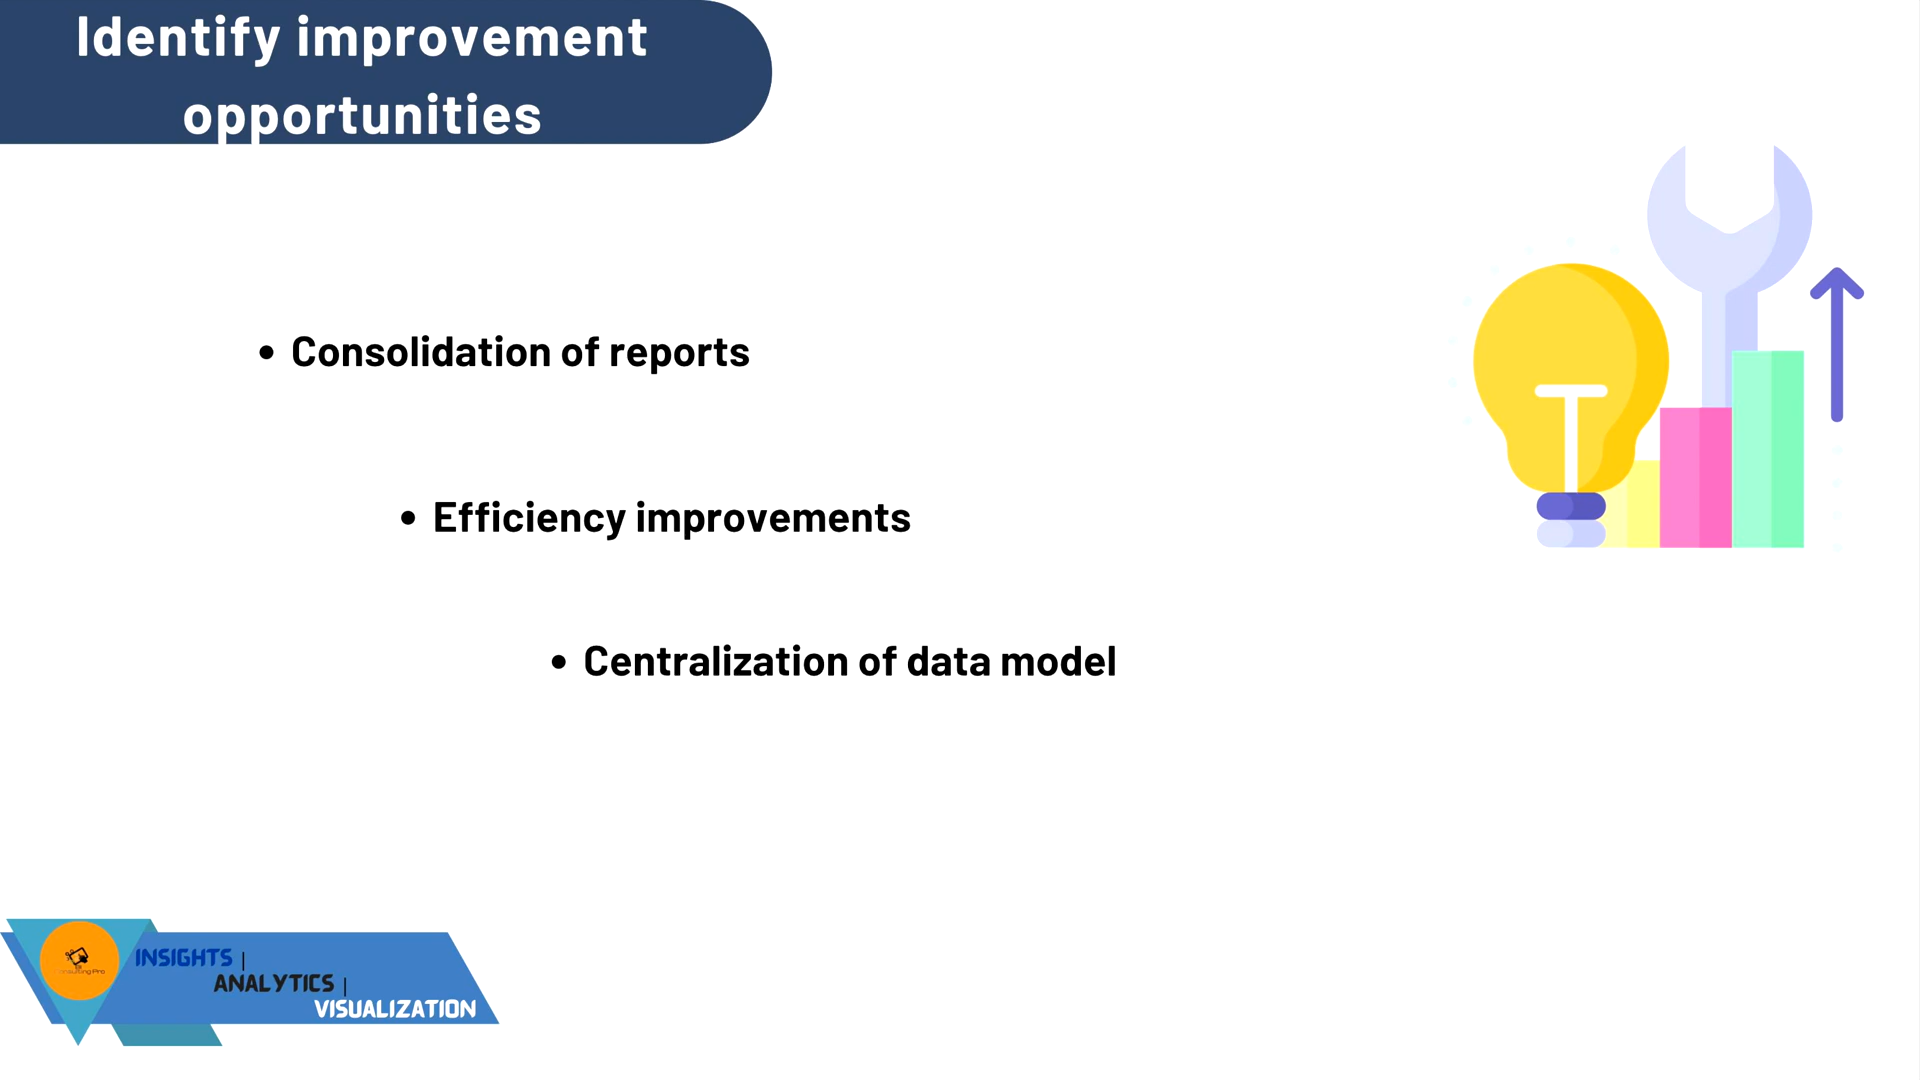 Identify improvement
opportunities
• Consolidation of reports
• Efficiency improvements
• Centralization of data model
INSIGHTS |
ANALYTICS |
VISUALIZATION